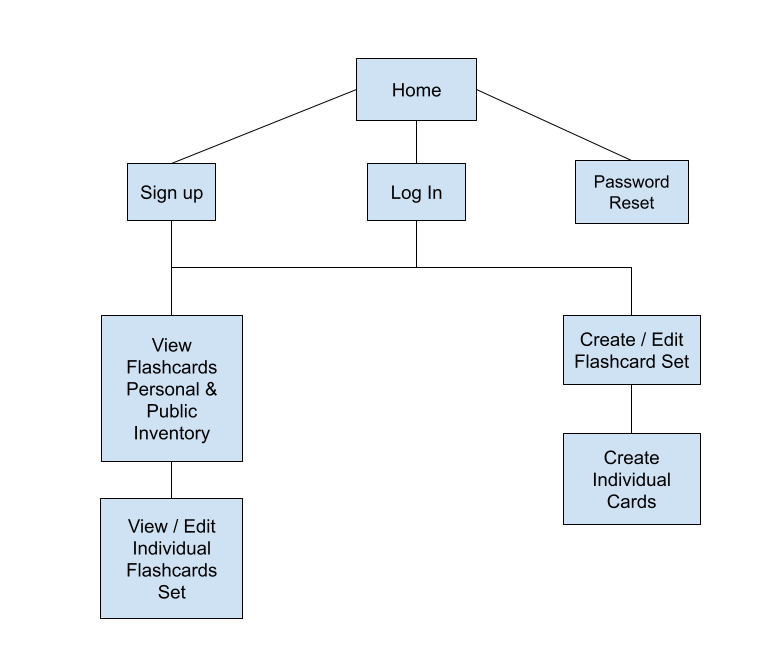 Home
Sign up
Log In
Password
Reset
View
Flashcards
Personal &
Public
Inventory
Create / Edit
Flashcard Set
Create
Individual
Cards
View / Edit
Individual
Flashcards
Set